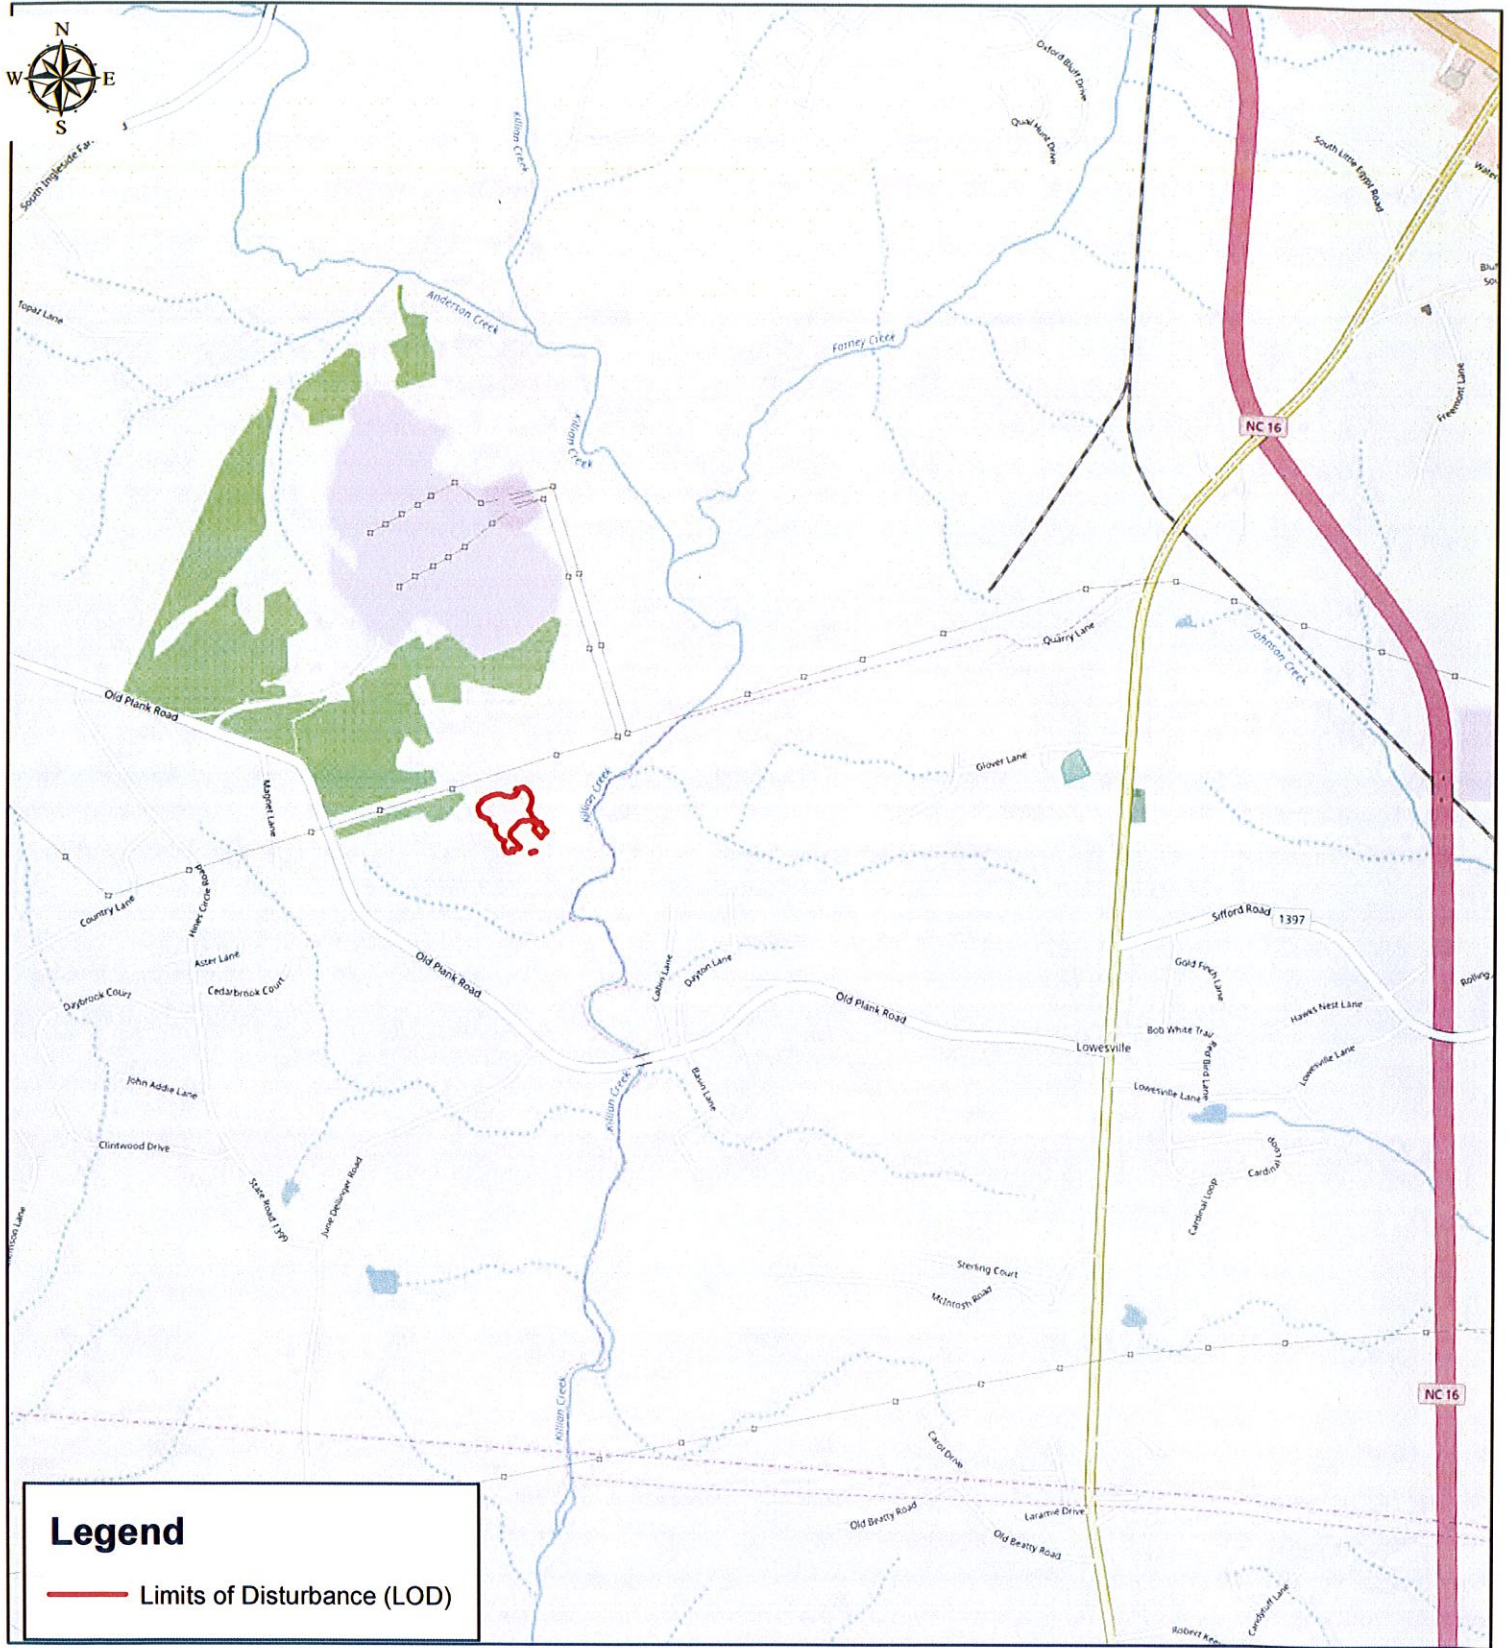 N
W
E
S
Killian Creek
Oxford Bluff Drive
Quail Hunt Drive
South Little Egypt Road
Topaz Lane
Anderson Creek
Forney Creek
Freemont Lane
Killian
Creek
NC 16
Quarry Lane
Johnson Creek
Old Plank Road
Glover Lane
Magnet Lane
Killian Creek
Hines Circle Road
Country Lane
Sifford Road
1397
Aster Lane
Old Plank Road
Cabin Lane
Dayton Lane
Gold Finch Lane
Daybrook Court
Cedarbrook Court
Old Plank Road
Hawks Nest Lane
Rolling
Bob White Trail
Lowesville
Red Bird Lane
Lowesville Lane
John Addie Lane
Killian Creek
Basin Lane
Lowesville Lane
Clintwood Drive
Cardinal Loop
State Road 1399
June Dellinger Road
Cardinal Loop
Sterling Court
McIntosh Road
Killian Creek
NC 16
Carol Drive
Old Beatty Road
Laramie Drive
Old Beatty Road
Candytuft Lane
Legend
Limits of Disturbance (LOD)